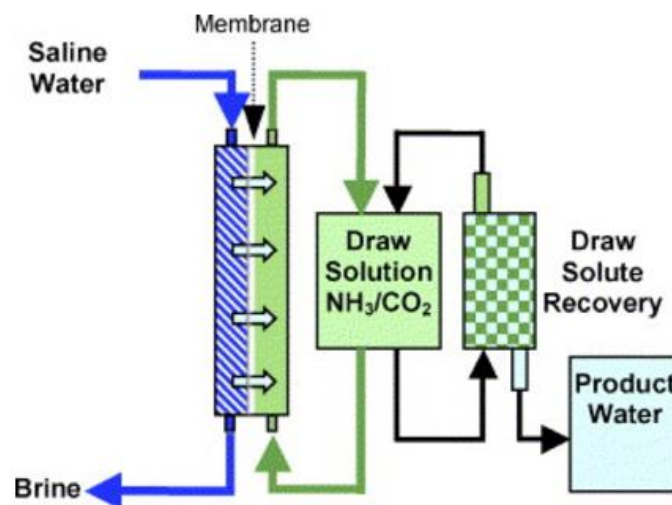 Membrane
Saline
Water
Draw
Solution
NH₃/CO₂
Draw
Solute
Recovery
Product
Water
Brine